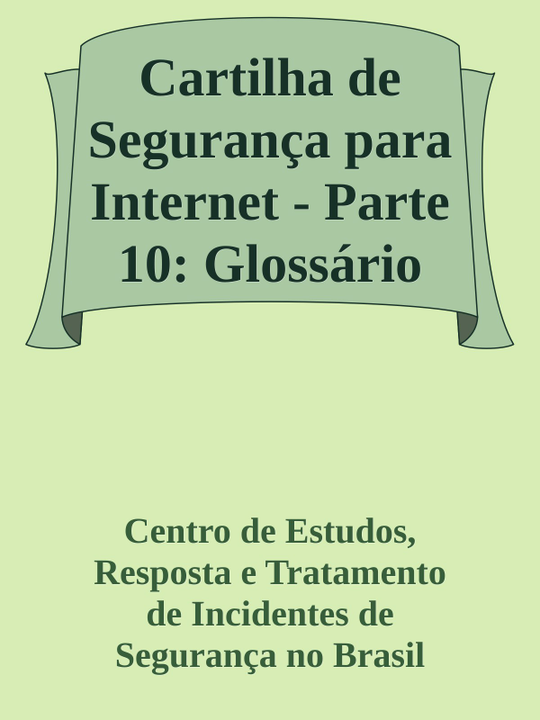 Cartilha de
Segurança para
Internet - Parte
10: Glossário
Centro de Estudos,
Resposta e Tratamento
de Incidentes de
Segurança no Brasil